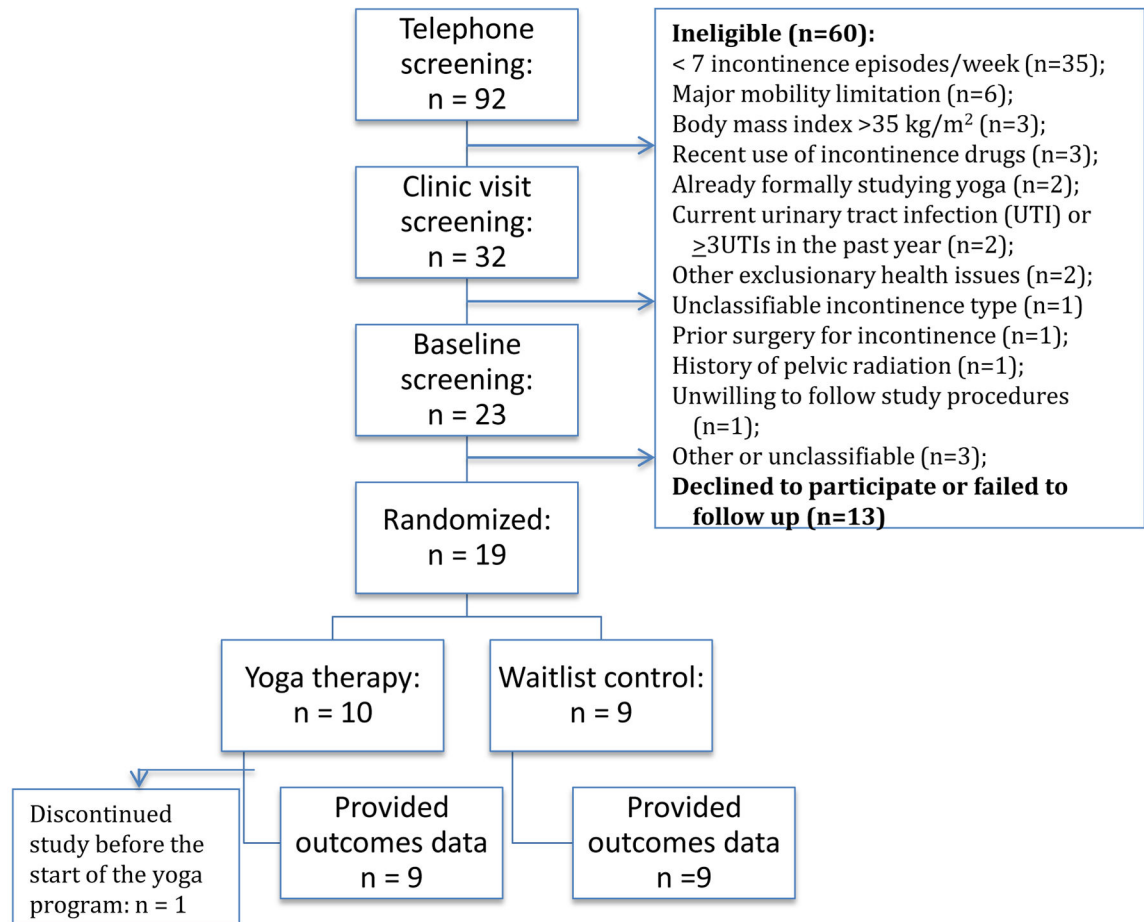 Telephone
screening:
n = 92
Ineligible (n=60):
< 7 incontinence episodes/week (n=35);
Major mobility limitation (n=6);
Body mass index >35 kg/m² (n=3);
Recent use of incontinence drugs (n=3);
Already formally studying yoga (n=2);
Current urinary tract infection (UTI) or
≥3UTIs in the past year (n=2);
Other exclusionary health issues (n=2);
Unclassifiable incontinence type (n=1)
Prior surgery for incontinence (n=1);
History of pelvic radiation (n=1);
Unwilling to follow study procedures
(n=1);
Other or unclassifiable (n=3);
Declined to participate or failed to
follow up (n=13)
Clinic visit
screening:
n = 32
Baseline
screening:
n = 23
Randomized:
n = 19
Yoga therapy:
n = 10
Waitlist control:
n = 9
Discontinued
study before the
start of the yoga
program: n = 1
Provided
outcomes data
n = 9
Provided
outcomes data
n =9